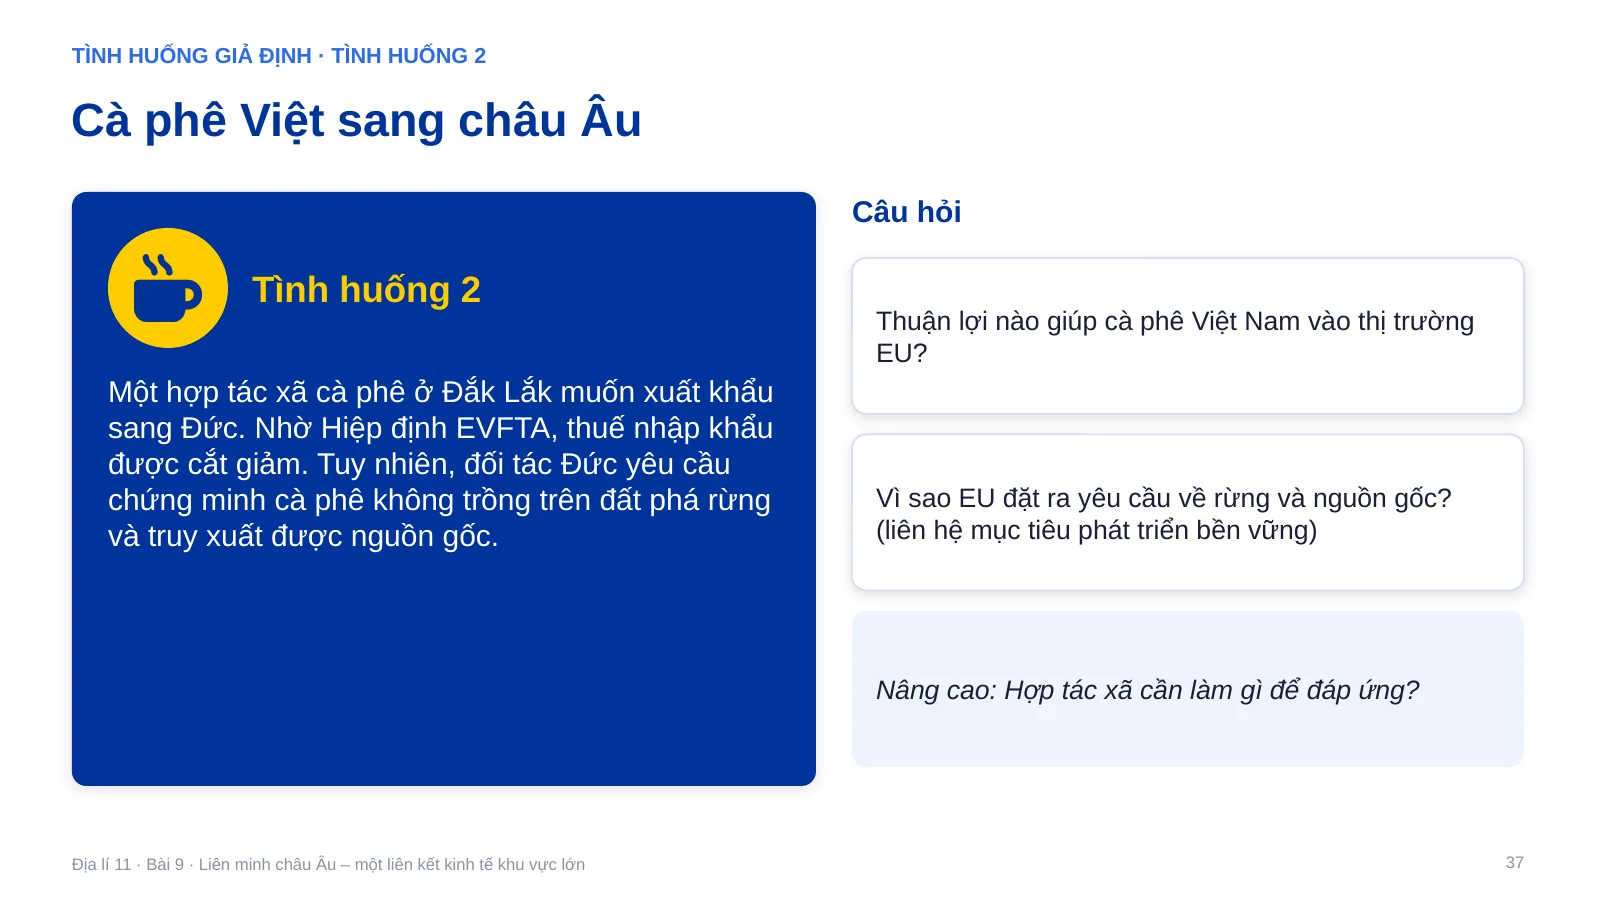 TÌNH HUỐNG GIẢ ĐỊNH · TÌNH HUỐNG 2
Cà phê Việt sang châu Âu
Tình huống 2
Một hợp tác xã cà phê ở Đắk Lắk muốn xuất khẩu
sang Đức. Nhờ Hiệp định EVFTA, thuế nhập khẩu
được cắt giảm. Tuy nhiên, đối tác Đức yêu cầu
chứng minh cà phê không trồng trên đất phá rừng
và truy xuất được nguồn gốc.
Câu hỏi
Thuận lợi nào giúp cà phê Việt Nam vào thị trường
EU?
Vì sao EU đặt ra yêu cầu về rừng và nguồn gốc?
(liên hệ mục tiêu phát triển bền vững)
Nâng cao: Hợp tác xã cần làm gì để đáp ứng?
Địa lí 11 · Bài 9 · Liên minh châu Âu – một liên kết kinh tế khu vực lớn
37